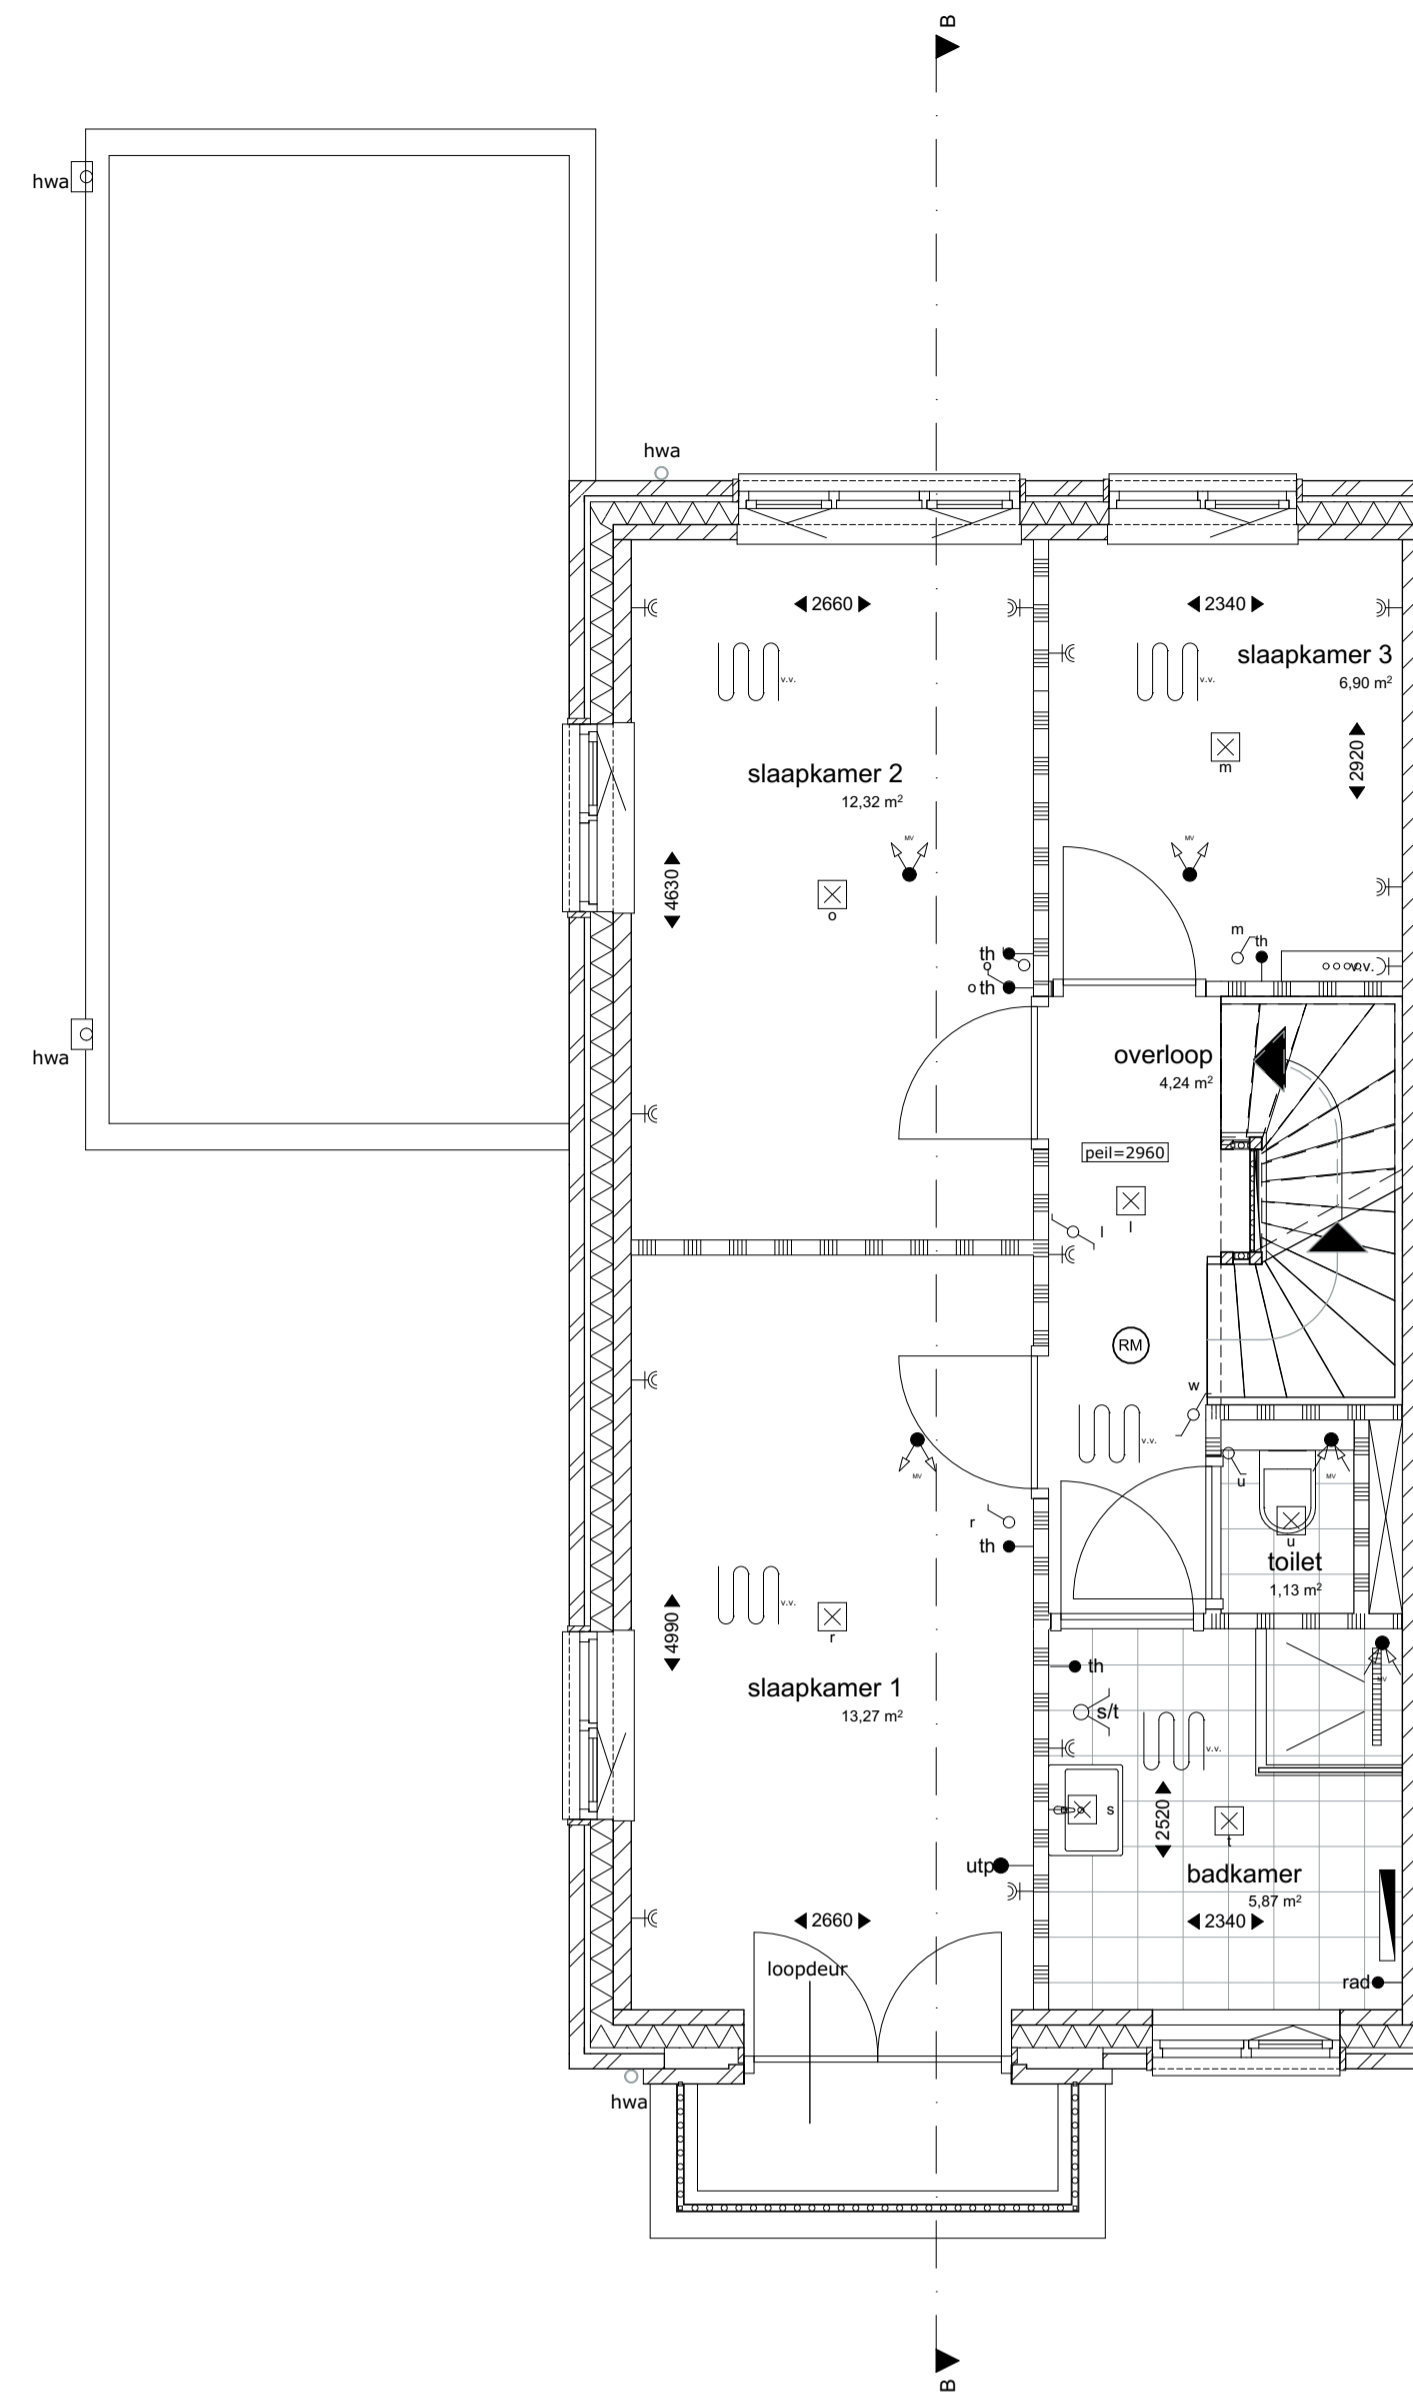 B
hwa
hwa
2660
2340
v.v.
v.v.
slaapkamer 3
6,90 m²
slaapkamer 2
12,32 m²
m
2920
MV
MV
4630
o
m
th
th
o
o th
v.v.
hwa
overloop
4,24 m²
peil=2960
l
l
RM
w
v.v.
MV
MV
u
r
th
u
toilet
1,13 m²
v.v.
4990
r
slaapkamer 1
13,27 m²
th
MV
s/t
v.v.
s
2520
t
utp
badkamer
5,87 m²
2660
2340
loopdeur
rad
hwa
B